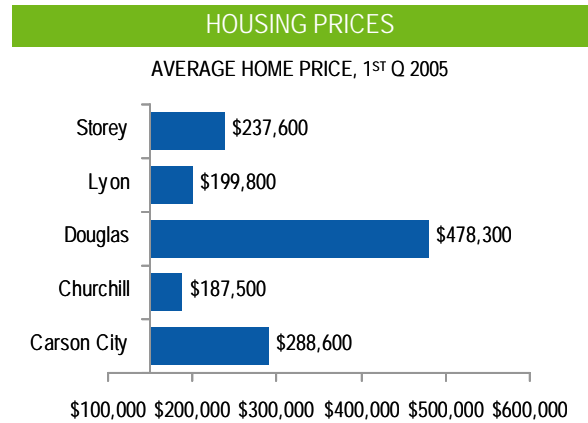 HOUSING PRICES
AVERAGE HOME PRICE, 1ST Q 2005
Storey $237,600
Lyon $199,800
Douglas $478,300
Churchill $187,500
Carson City $288,600
$100,000 $200,000 $300,000 $400,000 $500,000 $600,000